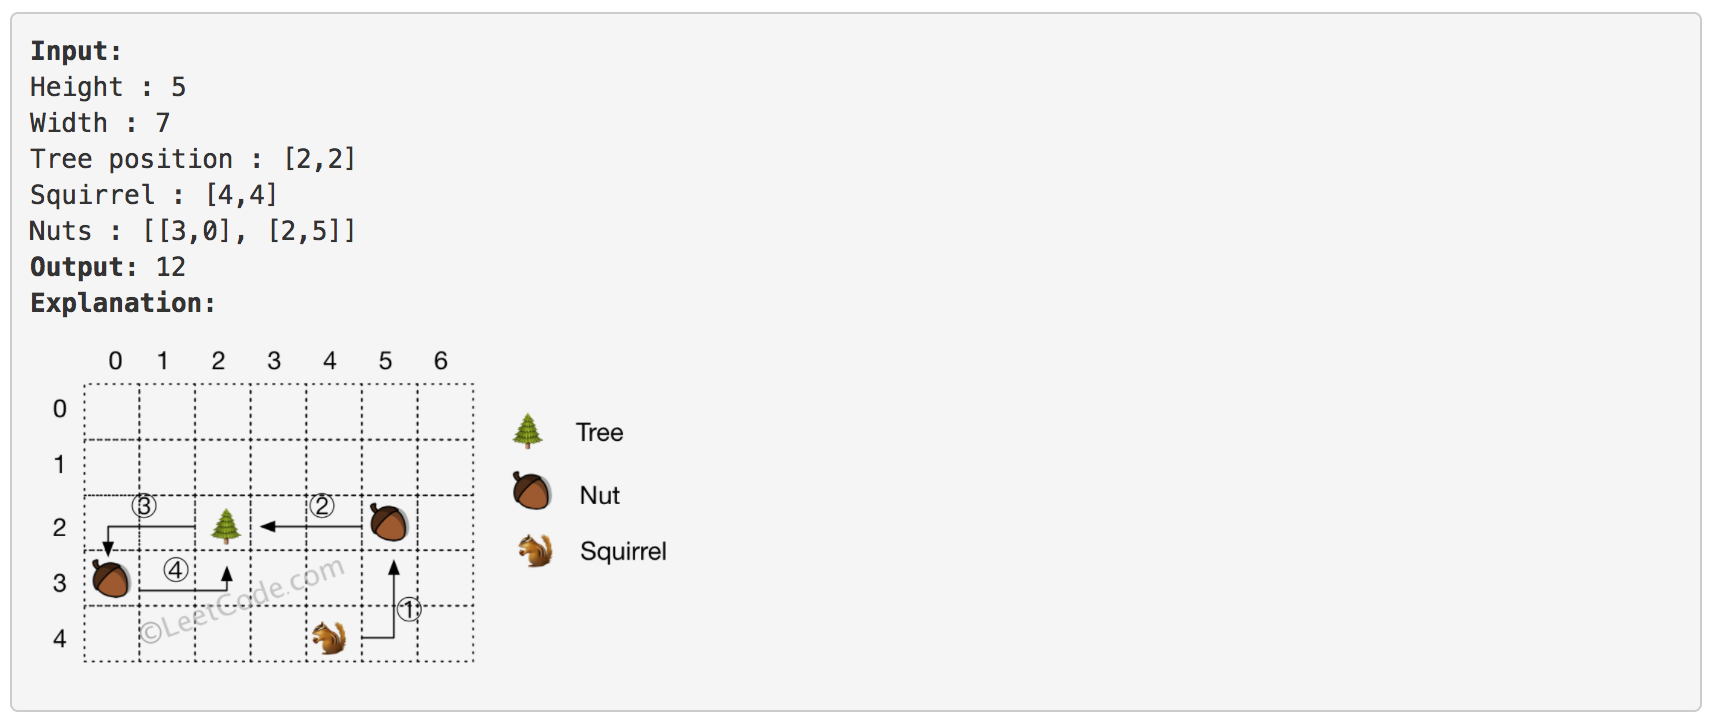 Input:
Height : 5
Width : 7
Tree position : [2,2]
Squirrel : [4,4]
Nuts : [[3,0], [2,5]]
Output: 12
Explanation:
0 1 2 3 4 5 6
0
1
2
3
4
③ ②
④
①
©LeetCode.com
Tree
Nut
Squirrel